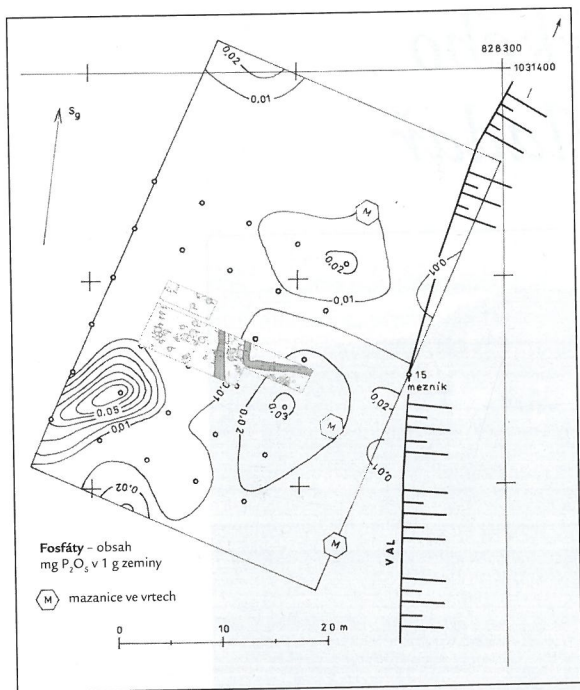 828300
1031400
0,02
0,01
Sg
M
0,02
0,01
0,01
15
mezník
0,05
0,01
0,01
0,02
0,03
0,02
M
0,01
0,02
M
VAL
Fosfáty – obsah
mg P₂O₅ v 1 g zeminy
M mazanice ve vrtech
0 10 20 m